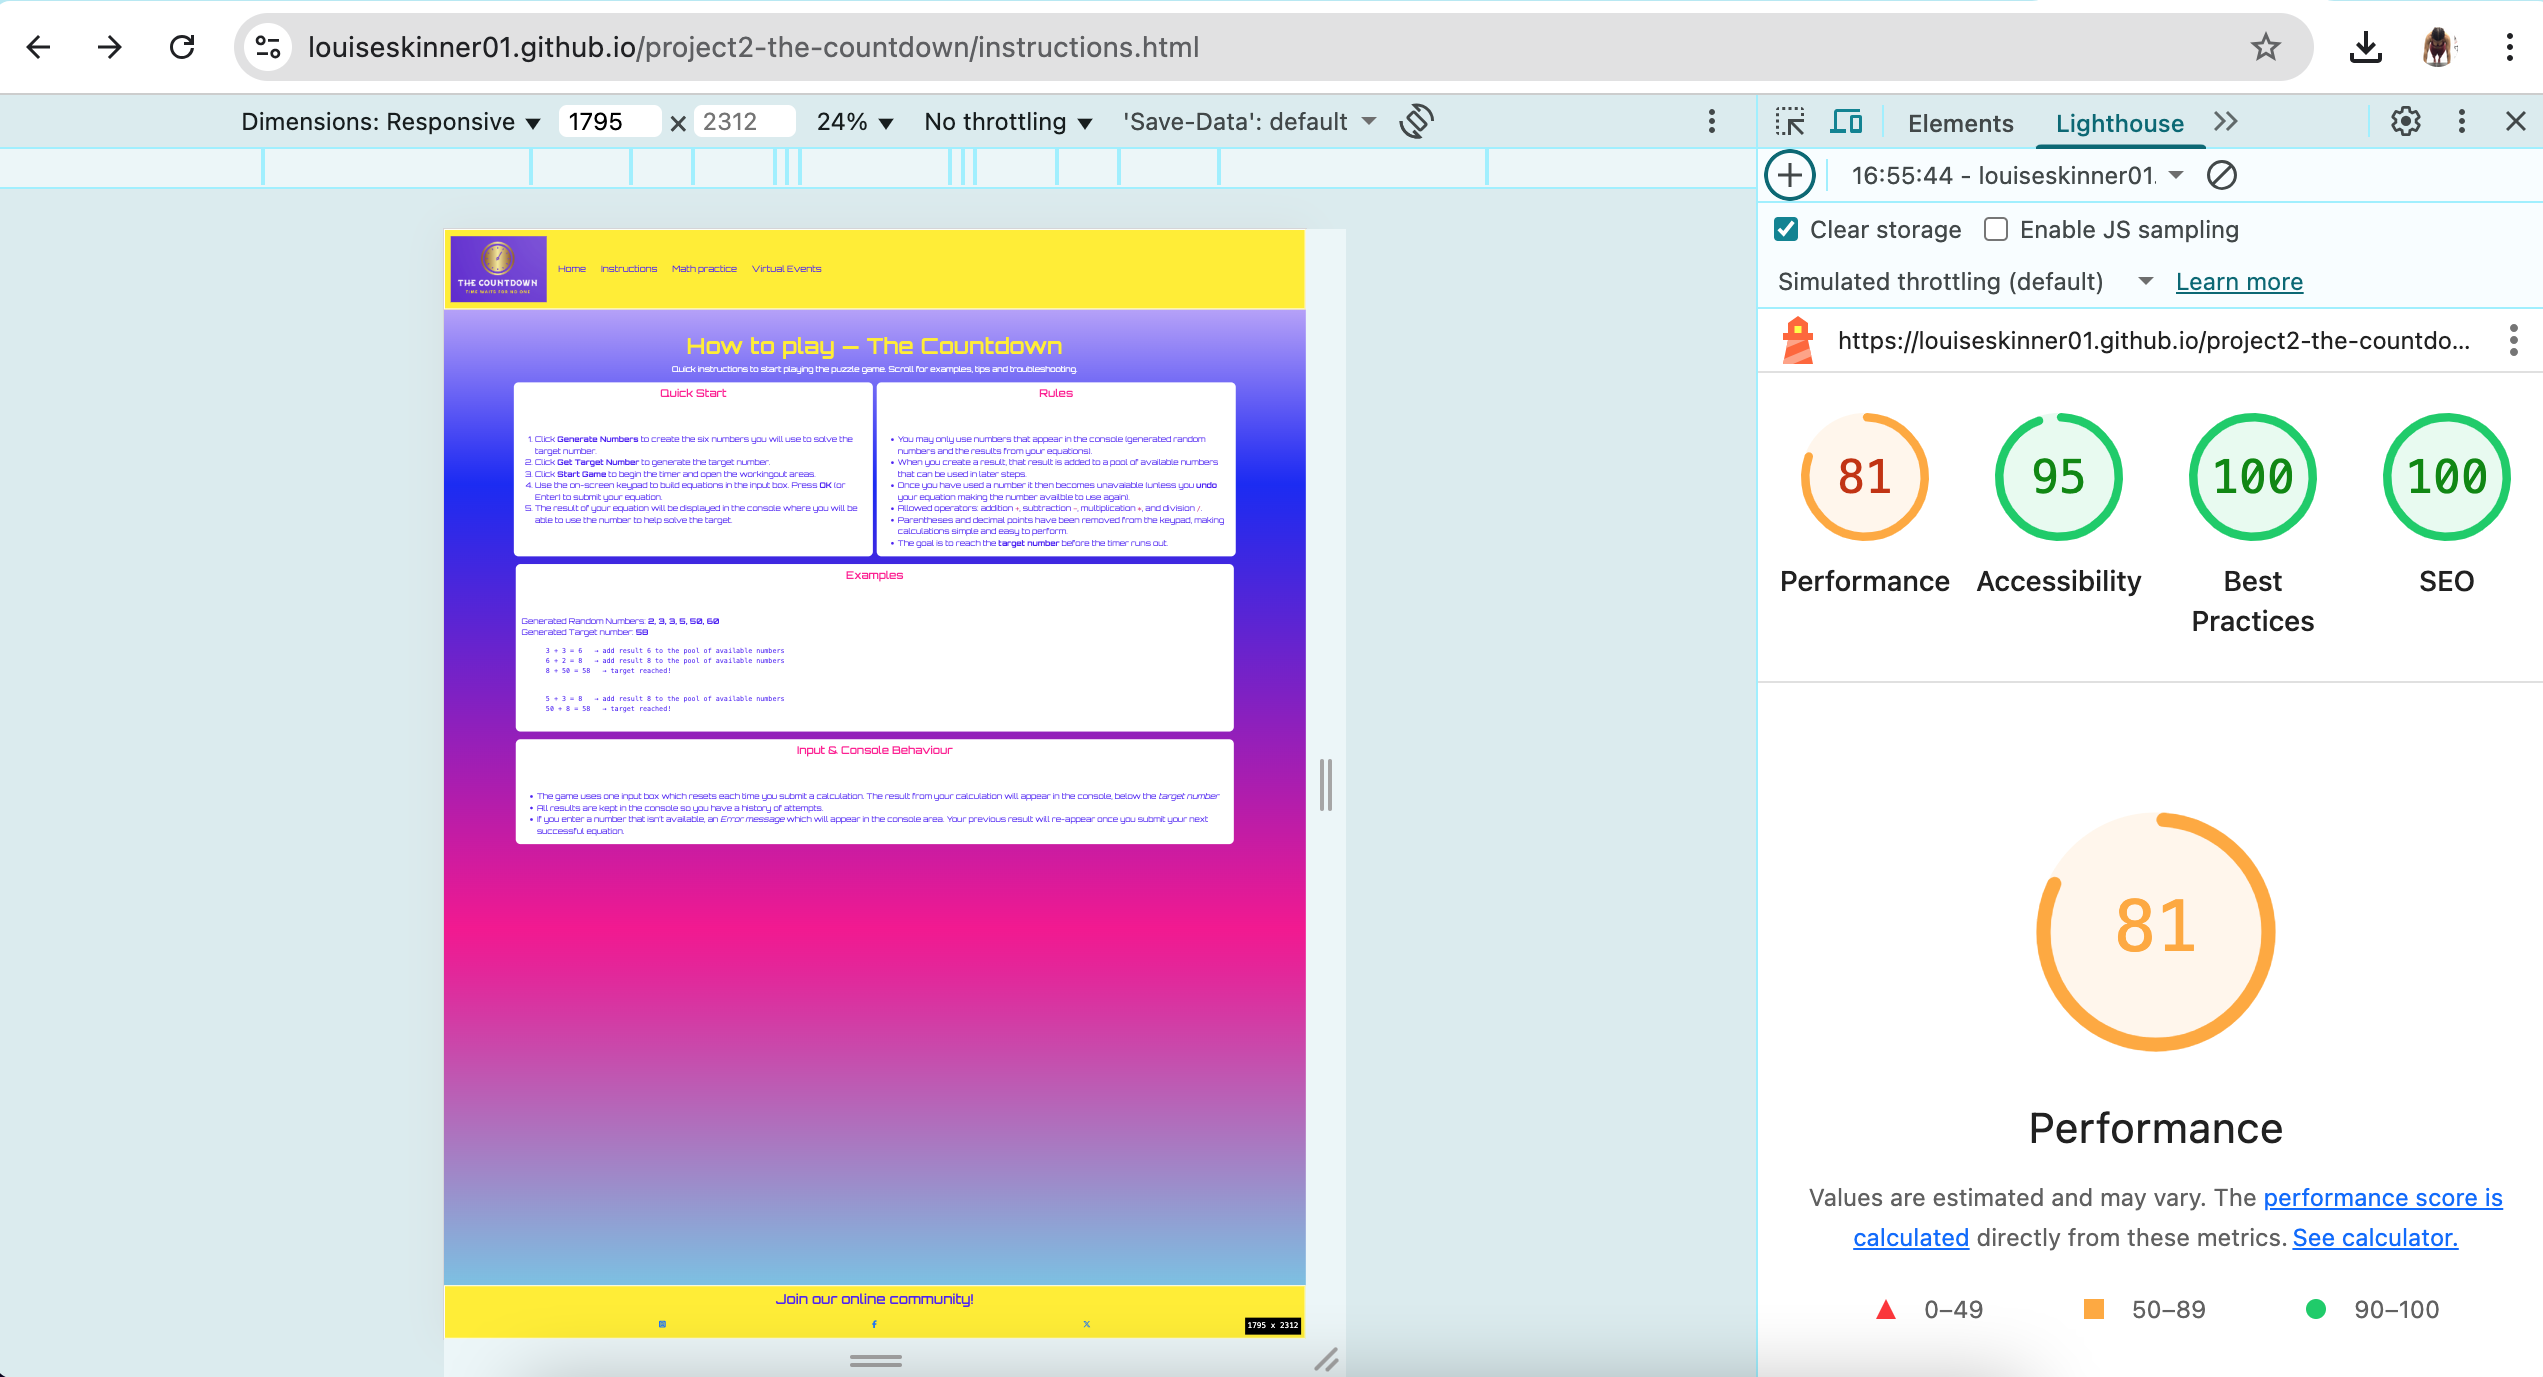 louiseskinner01.github.io/project2-the-countdown/instructions.html
Dimensions: Responsive 1795 × 2312 24% No throttling 'Save-Data': default
Elements Lighthouse
16:55:44 - louiseskinner01.
Clear storage Enable JS sampling
Simulated throttling (default) Learn more
https://louiseskinner01.github.io/project2-the-countdo...
81 95 100 100
Performance Accessibility Best Practices SEO
81
Performance
Values are estimated and may vary. The performance score is
calculated directly from these metrics. See calculator.
0–49 50–89 90–100
THE COUNTDOWN
TIME WAITS FOR NO ONE
Home Instructions Math practice Virtual Events
How to play – The Countdown
Quick instructions to start playing the puzzle game. Scroll for examples, tips and troubleshooting.
Quick Start
1. Click Generate Numbers to create the six numbers you will use to solve the
target number.
2. Click Get Target Number to generate the target number.
3. Click Start Game to begin the timer and open the workingout areas.
4. Use the on-screen keypad to build equations in the input box. Press OK (or
Enter) to submit your equation.
5. The result of your equation will be displayed in the console where you will be
able to use the number to help solve the target.
Rules
• You may only use numbers that appear in the console (generated random
numbers and the results from your equations).
• When you create a result, that result is added to a pool of available numbers
that can be used in later steps.
• Once you have used a number it then becomes unavaiable (unless you undo
your equation making the number availble to use again).
• Allowed operators: addition +, subtraction -, multiplication *, and division /.
• Parentheses and decimal points have been removed from the keypad, making
calculations simple and easy to perform.
• The goal is to reach the target number before the timer runs out.
Examples
Generated Random Numbers: 2, 3, 3, 5, 50, 60
Generated Target number: 58
3 + 3 = 6 → add result 6 to the pool of available numbers
6 + 2 = 8 → add result 8 to the pool of available numbers
8 + 50 = 58 → target reached!
5 + 3 = 8 → add result 8 to the pool of available numbers
50 + 8 = 58 → target reached!
Input & Console Behaviour
• The game uses one input box which resets each time you submit a calculation. The result from your calculation will appear in the console, below the target number
• All results are kept in the console so you have a history of attempts.
• If you enter a number that isn't available, an Error message which will appear in the console area. Your previous result will re-appear once you submit your next
successful equation.
Join our online community!
1795 x 2312